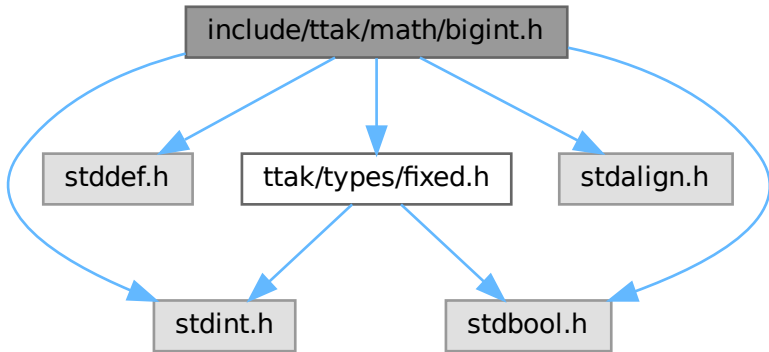 include/ttak/math/bigint.h
stddef.h
ttak/types/fixed.h
stdalign.h
stdint.h
stdbool.h